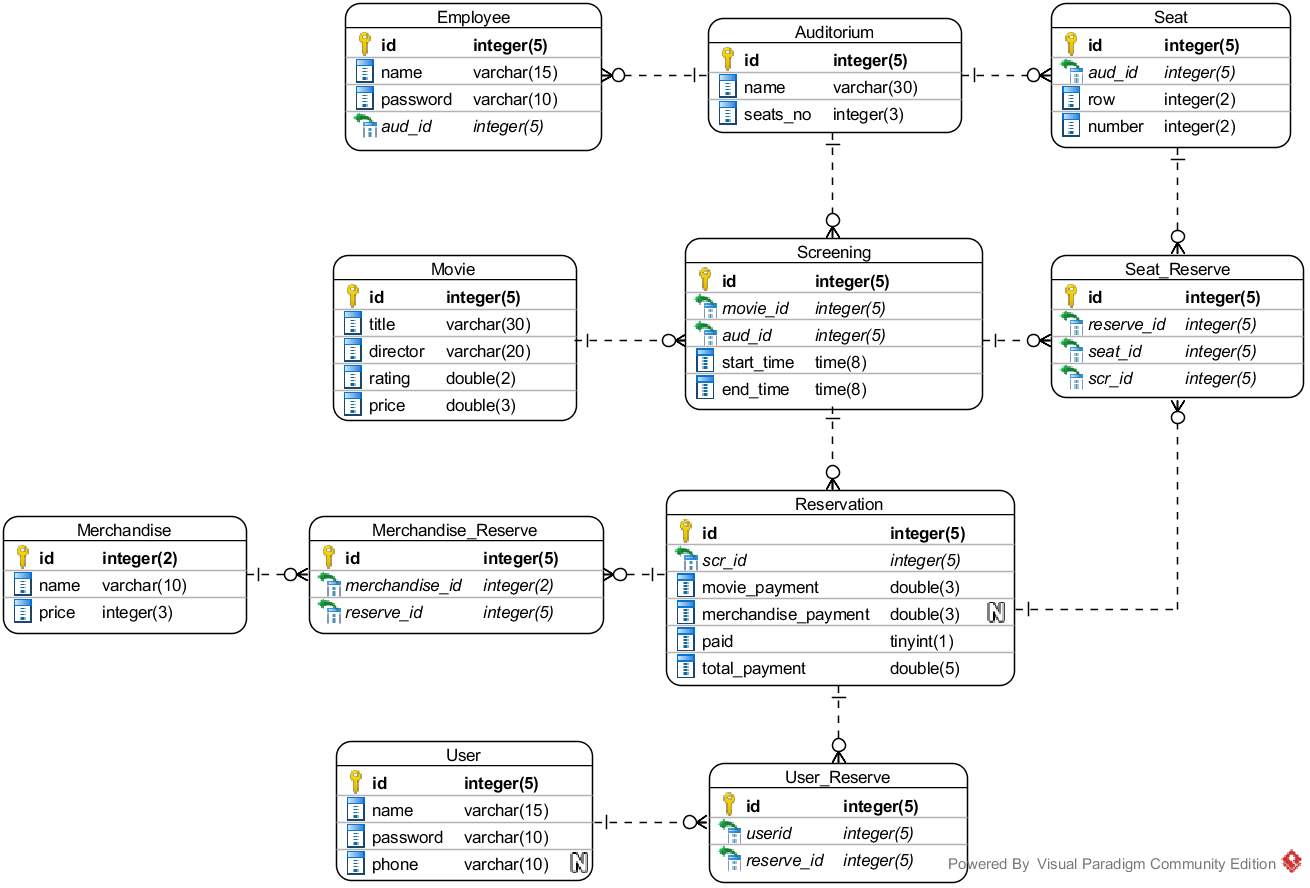 Employee
id integer(5)
name varchar(15)
password varchar(10)
aud_id integer(5)
Auditorium
id integer(5)
name varchar(30)
seats_no integer(3)
Seat
id integer(5)
aud_id integer(5)
row integer(2)
number integer(2)
Movie
id integer(5)
title varchar(30)
director varchar(20)
rating double(2)
price double(3)
Screening
id integer(5)
movie_id integer(5)
aud_id integer(5)
start_time time(8)
end_time time(8)
Seat_Reserve
id integer(5)
reserve_id integer(5)
seat_id integer(5)
scr_id integer(5)
Merchandise
id integer(2)
name varchar(10)
price integer(3)
Merchandise_Reserve
id integer(5)
merchandise_id integer(2)
reserve_id integer(5)
Reservation
id integer(5)
scr_id integer(5)
movie_payment double(3)
merchandise_payment double(3) N
paid tinyint(1)
total_payment double(5)
User
id integer(5)
name varchar(15)
password varchar(10)
phone varchar(10) N
User_Reserve
id integer(5)
userid integer(5)
reserve_id integer(5)
Powered By Visual Paradigm Community Edition